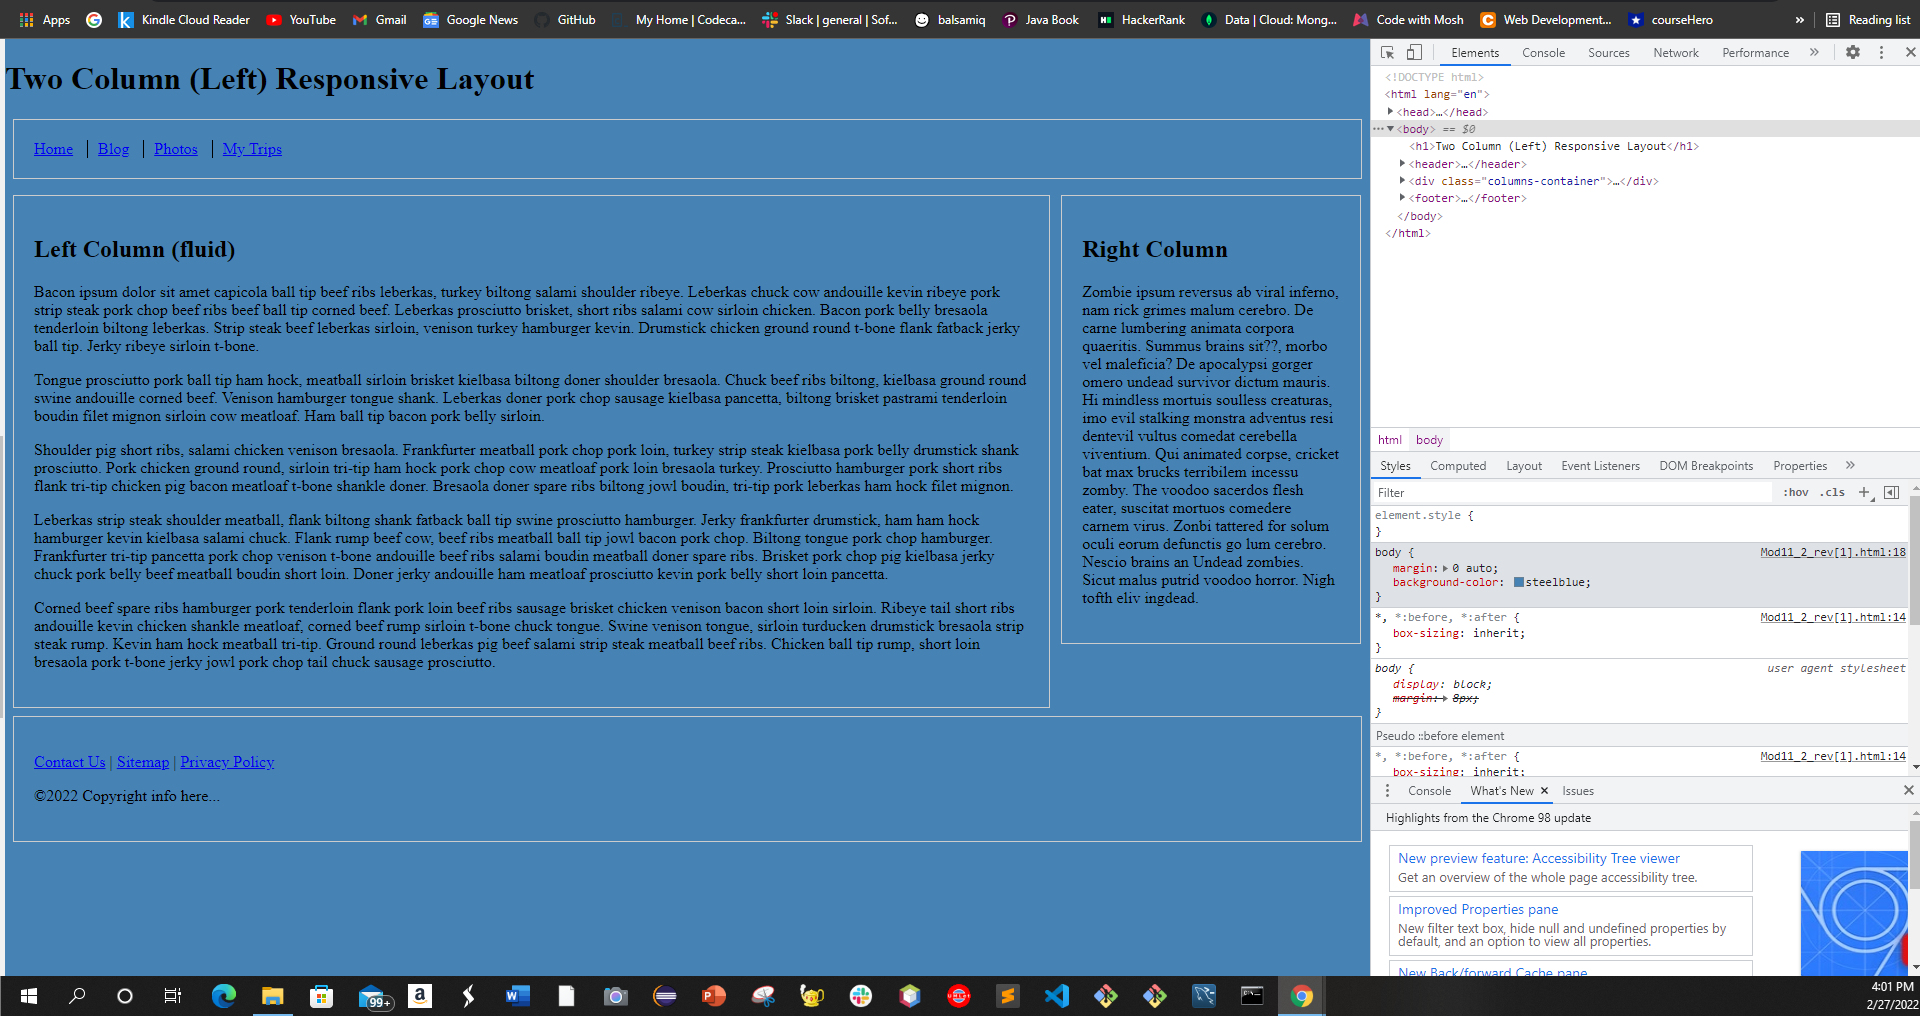 Apps Kindle Cloud Reader YouTube Gmail Google News GitHub My Home | Codeca... Slack | general | Sof... balsamiq Java Book HackerRank Data | Cloud: Mong... Code with Mosh Web Development... courseHero » Reading list
Two Column (Left) Responsive Layout
Home Blog Photos My Trips
Left Column (fluid)
Bacon ipsum dolor sit amet capicola ball tip beef ribs leberkas, turkey biltong salami shoulder ribeye. Leberkas chuck cow andouille kevin ribeye pork
strip steak pork chop beef ribs beef ball tip corned beef. Leberkas prosciutto brisket, short ribs salami cow sirloin chicken. Bacon pork belly bresaola
tenderloin biltong leberkas. Strip steak beef leberkas sirloin, venison turkey hamburger kevin. Drumstick chicken ground round t-bone flank fatback jerky
ball tip. Jerky ribeye sirloin t-bone.
Tongue prosciutto pork ball tip ham hock, meatball sirloin brisket kielbasa biltong doner shoulder bresaola. Chuck beef ribs biltong, kielbasa ground round
swine andouille corned beef. Venison hamburger tongue shank. Leberkas doner pork chop sausage kielbasa pancetta, biltong brisket pastrami tenderloin
boudin filet mignon sirloin cow meatloaf. Ham ball tip bacon pork belly sirloin.
Shoulder pig short ribs, salami chicken venison bresaola. Frankfurter meatball pork chop pork loin, turkey strip steak kielbasa pork belly drumstick shank
prosciutto. Pork chicken ground round, sirloin tri-tip ham hock pork chop cow meatloaf pork loin bresaola turkey. Prosciutto hamburger pork short ribs
flank tri-tip chicken pig bacon meatloaf t-bone shankle doner. Bresaola doner spare ribs biltong jowl boudin, tri-tip pork leberkas ham hock filet mignon.
Leberkas strip steak shoulder meatball, flank biltong shank fatback ball tip swine prosciutto hamburger. Jerky frankfurter drumstick, ham ham hock
hamburger kevin kielbasa salami chuck. Flank rump beef cow, beef ribs meatball ball tip jowl bacon pork chop. Biltong tongue pork chop hamburger.
Frankfurter tri-tip pancetta pork chop venison t-bone andouille beef ribs salami boudin meatball doner spare ribs. Brisket pork chop pig kielbasa jerky
chuck pork belly beef meatball boudin short loin. Doner jerky andouille ham meatloaf prosciutto kevin pork belly short loin pancetta.
Corned beef spare ribs hamburger pork tenderloin flank pork loin beef ribs sausage brisket chicken venison bacon short loin sirloin. Ribeye tail short ribs
andouille kevin chicken shankle meatloaf, corned beef rump sirloin t-bone chuck tongue. Swine venison tongue, sirloin turducken drumstick bresaola strip
steak rump. Kevin ham hock meatball tri-tip. Ground round leberkas pig beef salami strip steak meatball beef ribs. Chicken ball tip rump, short loin
bresaola pork t-bone jerky jowl pork chop tail chuck sausage prosciutto.
Right Column
Zombie ipsum reversus ab viral inferno,
nam rick grimes malum cerebro. De
carne lumbering animata corpora
quaeritis. Summus brains sit??, morbo
vel maleficia? De apocalypsi gorger
omero undead survivor dictum mauris.
Hi mindless mortuis soulless creaturas,
imo evil stalking monstra adventus resi
dentevil vultus comedat cerebella
viventium. Qui animated corpse, cricket
bat max brucks terribilem incessu
zomby. The voodoo sacerdos flesh
eater, suscitat mortuos comedere
carnem virus. Zonbi tattered for solum
oculi eorum defunctis go lum cerebro.
Nescio brains an Undead zombies.
Sicut malus putrid voodoo horror. Nigh
tofth eliv ingdead.
Contact Us | Sitemap | Privacy Policy
©2022 Copyright info here...
Elements Console Sources Network Performance »
<!DOCTYPE html>
<html lang="en">
<head>…</head>
<body> == $0
<h1>Two Column (Left) Responsive Layout</h1>
<header>…</header>
<div class="columns-container">…</div>
<footer>…</footer>
</body>
</html>
html body
Styles Computed Layout Event Listeners DOM Breakpoints Properties »
Filter :hov .cls +
element.style {
}
body { Mod11_2_rev[1].html:18
margin: 0 auto;
background-color: steelblue;
}
*, *:before, *:after { Mod11_2_rev[1].html:14
box-sizing: inherit;
}
body { user agent stylesheet
display: block;
margin: 8px;
}
Pseudo ::before element
*, *:before, *:after { Mod11_2_rev[1].html:14
box-sizing: inherit;
Console What's New × Issues
Highlights from the Chrome 98 update
New preview feature: Accessibility Tree viewer
Get an overview of the whole page accessibility tree.
Improved Properties pane
New filter text box, hide null and undefined properties by
default, and an option to view all properties.
New Back/forward Cache pane
99+
4:01 PM
2/27/2022